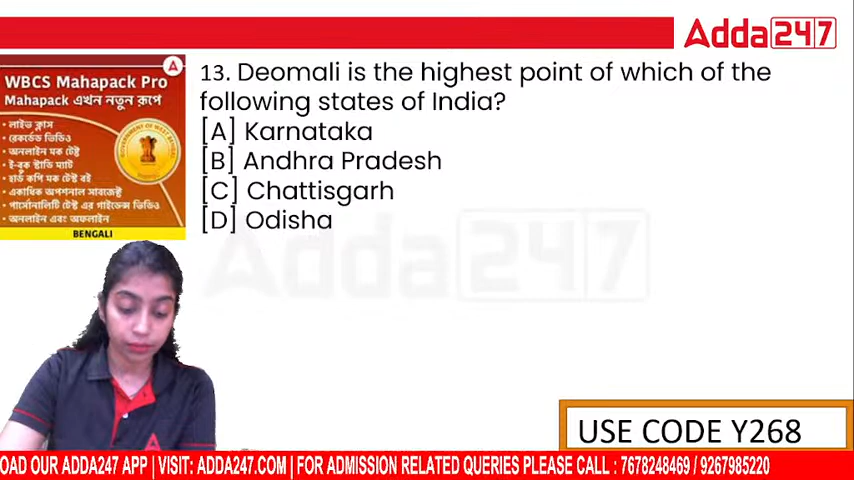 Adda247
A
WBCS Mahapack Pro
Mahapack এখন নতুন রূপে
• লাইভ ক্লাস
• রেকর্ডেড ভিডিও
• অনলাইন মক টেস্ট
• ই-বুক স্টাডি ম্যাট
• হার্ড কপি মক টেস্ট বই
• একাধিক অপশনাল সাবজেক্ট
• পার্সোনালিটি টেস্ট এর গাইডেন্স ভিডিও
• অনলাইন এবং অফলাইন
BENGALI
13. Deomali is the highest point of which of the
following states of India?
[A] Karnataka
[B] Andhra Pradesh
[C] Chattisgarh
[D] Odisha
Adda247
USE CODE Y268
OAD OUR ADDA247 APP | VISIT: ADDA247.COM | FOR ADMISSION RELATED QUERIES PLEASE CALL : 7678248469 / 9267985220